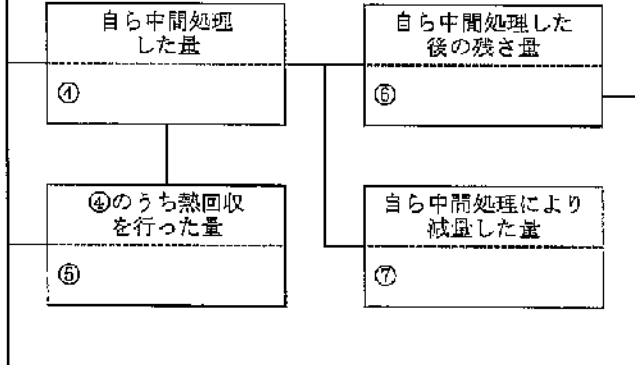 自ら中間処理
した量
④
自ら中間処理した
後の残さ量
⑥
④のうち熱回収
を行った量
⑤
自ら中間処理により
減量した量
⑦